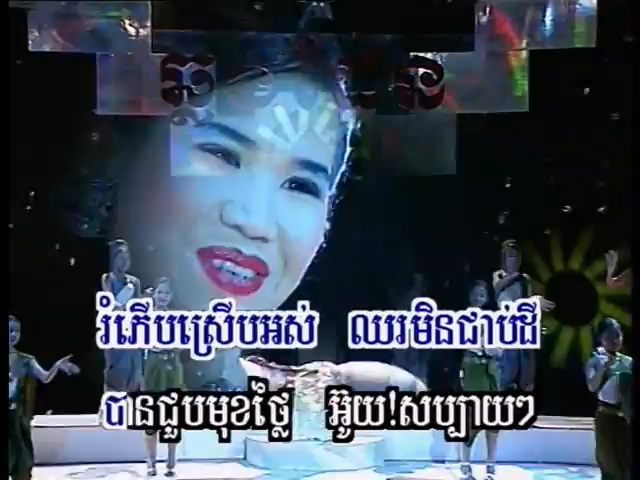 រំភើបស្រើបអស់ ឈរមិនជាប់ដី
បានជួបមុខថ្លៃ អ៊ូយ!សប្បាយៗ